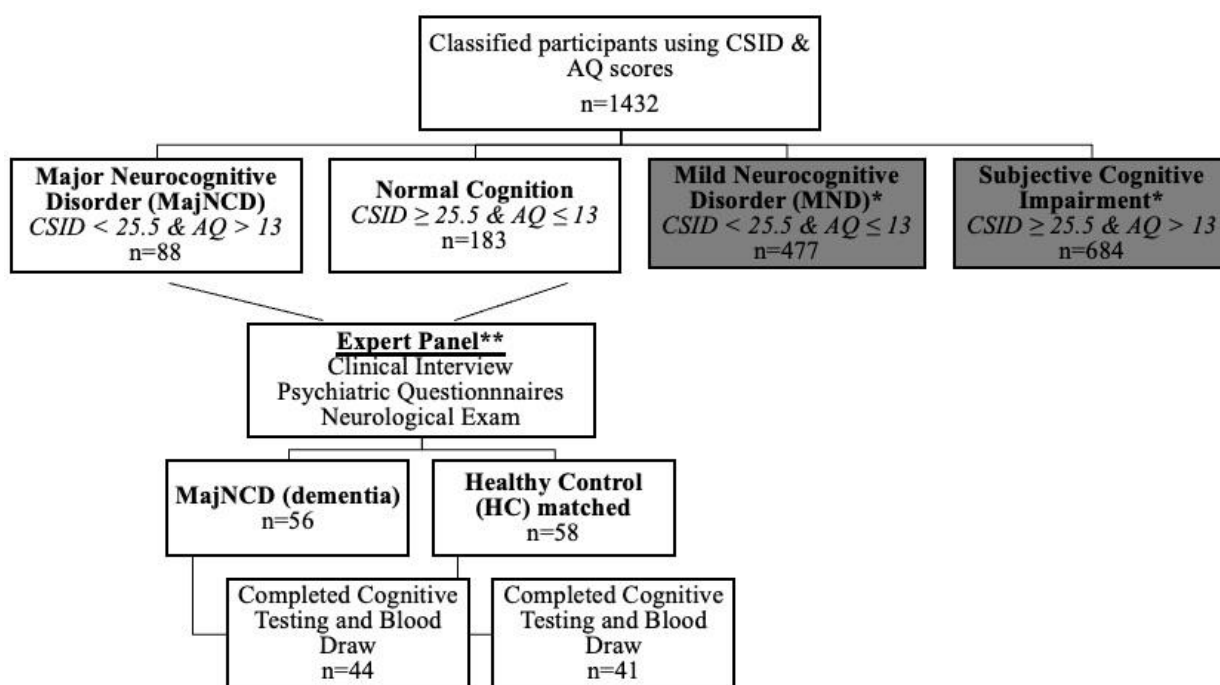 Classified participants using CSID &
AQ scores
n=1432
Major Neurocognitive
Disorder (MajNCD)
CSID < 25.5 & AQ > 13
n=88
Normal Cognition
CSID ≥ 25.5 & AQ ≤ 13
n=183
Mild Neurocognitive
Disorder (MND)*
CSID < 25.5 & AQ ≤ 13
n=477
Subjective Cognitive
Impairment*
CSID ≥ 25.5 & AQ > 13
n=684
Expert Panel**
Clinical Interview
Psychiatric Questionnnaires
Neurological Exam
MajNCD (dementia)
n=56
Healthy Control
(HC) matched
n=58
Completed Cognitive
Testing and Blood
Draw
n=44
Completed Cognitive
Testing and Blood
Draw
n=41